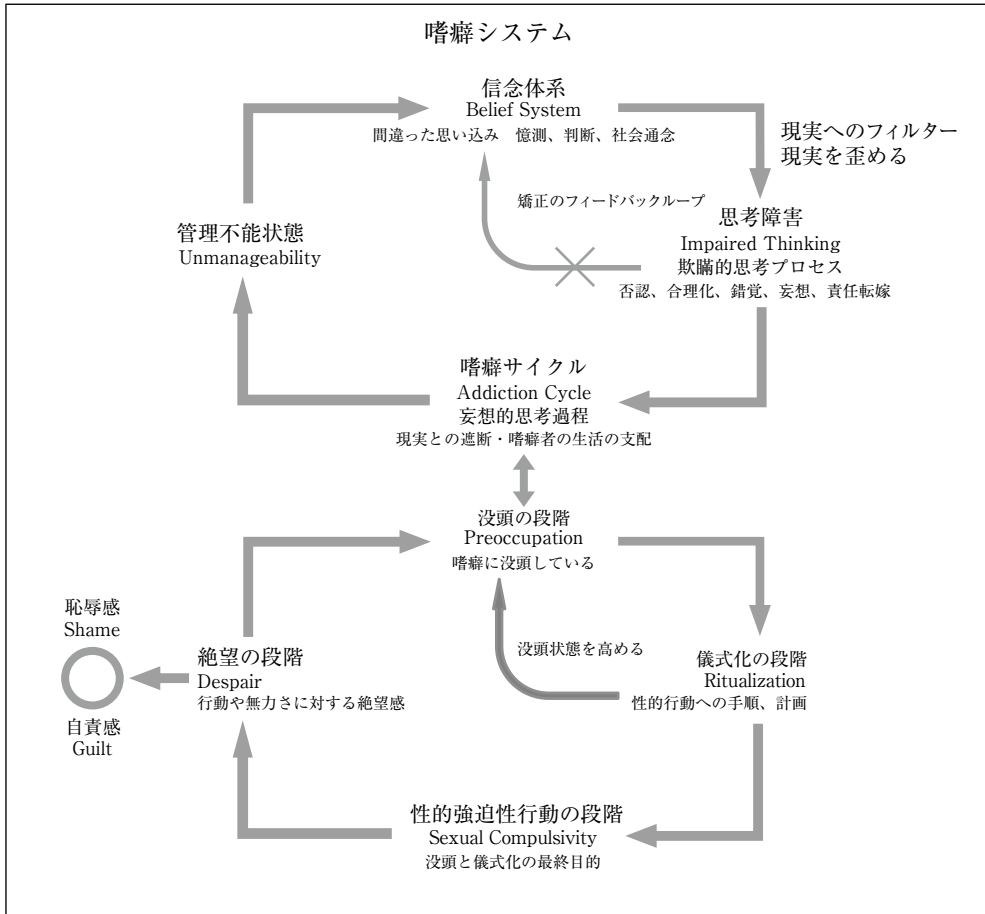 嗜癖システム
信念体系
Belief System
間違った思い込み　憶測、判断、社会通念
現実へのフィルター
現実を歪める
矯正のフィードバックループ
思考障害
Impaired Thinking
欺瞞的思考プロセス
否認、合理化、錯覚、妄想、責任転嫁
管理不能状態
Unmanageability
嗜癖サイクル
Addiction Cycle
妄想的思考過程
現実との遮断・嗜癖者の生活の支配
没頭の段階
Preoccupation
嗜癖に没頭している
恥辱感
Shame
自責感
Guilt
絶望の段階
Despair
行動や無力さに対する絶望感
没頭状態を高める
儀式化の段階
Ritualization
性的行動への手順、計画
性的強迫性行動の段階
Sexual Compulsivity
没頭と儀式化の最終目的